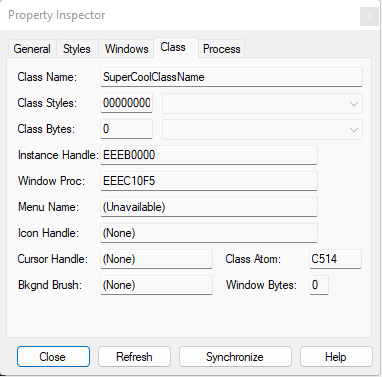 Property Inspector
General Styles Windows Class Process
Class Name: SuperCoolClassName
Class Styles: 00000000
Class Bytes: 0
Instance Handle: EEEB0000
Window Proc: EEEC10F5
Menu Name: (Unavailable)
Icon Handle: (None)
Cursor Handle: (None) Class Atom: C514
Bkgnd Brush: (None) Window Bytes: 0
Close Refresh Synchronize Help